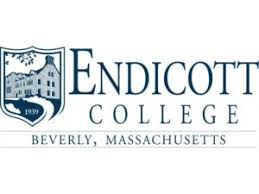 1939
ENDICOTT
COLLEGE
BEVERLY, MASSACHUSETTS